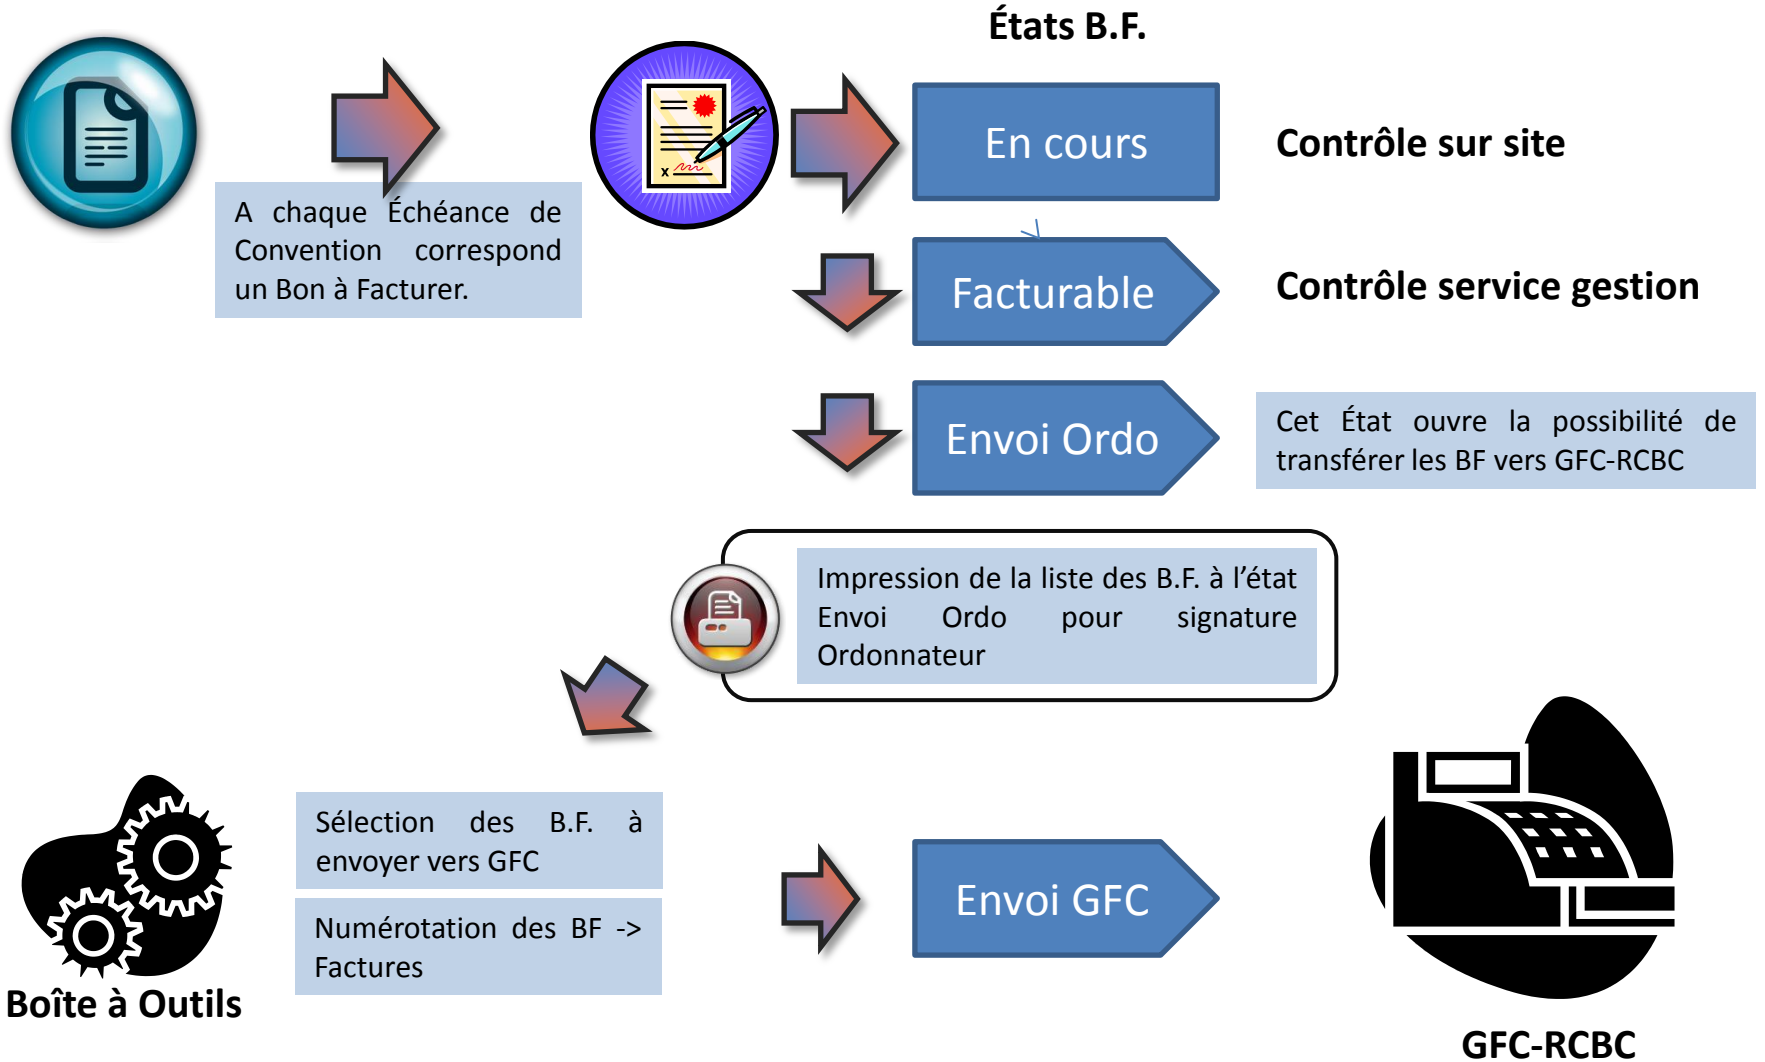 États B.F.
En cours
Contrôle sur site
A chaque Échéance de
Convention correspond
un Bon à Facturer.
Facturable
Contrôle service gestion
Envoi Ordo
Cet État ouvre la possibilité de
transférer les BF vers GFC-RCBC
Impression de la liste des B.F. à l’état
Envoi Ordo pour signature
Ordonnateur
Sélection des B.F. à
envoyer vers GFC
Numérotation des BF ->
Factures
Envoi GFC
Boîte à Outils
GFC-RCBC